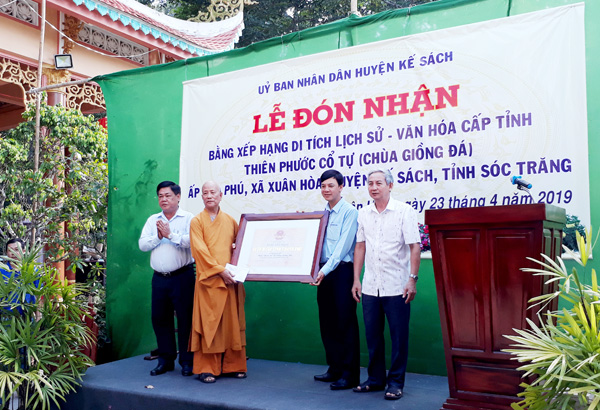 UỶ BAN NHÂN DÂN HUYỆN KẾ SÁCH
LỄ ĐÓN NHẬN
BẰNG XẾP HẠNG DI TÍCH LỊCH SỬ - VĂN HÓA CẤP TỈNH
THIÊN PHƯỚC CỔ TỰ (CHÙA GIỒNG ĐÁ)
ẤP PHÚ, XÃ XUÂN HÒA, HUYỆN KẾ SÁCH, TỈNH SÓC TRĂNG
23 tháng 4 năm 2019